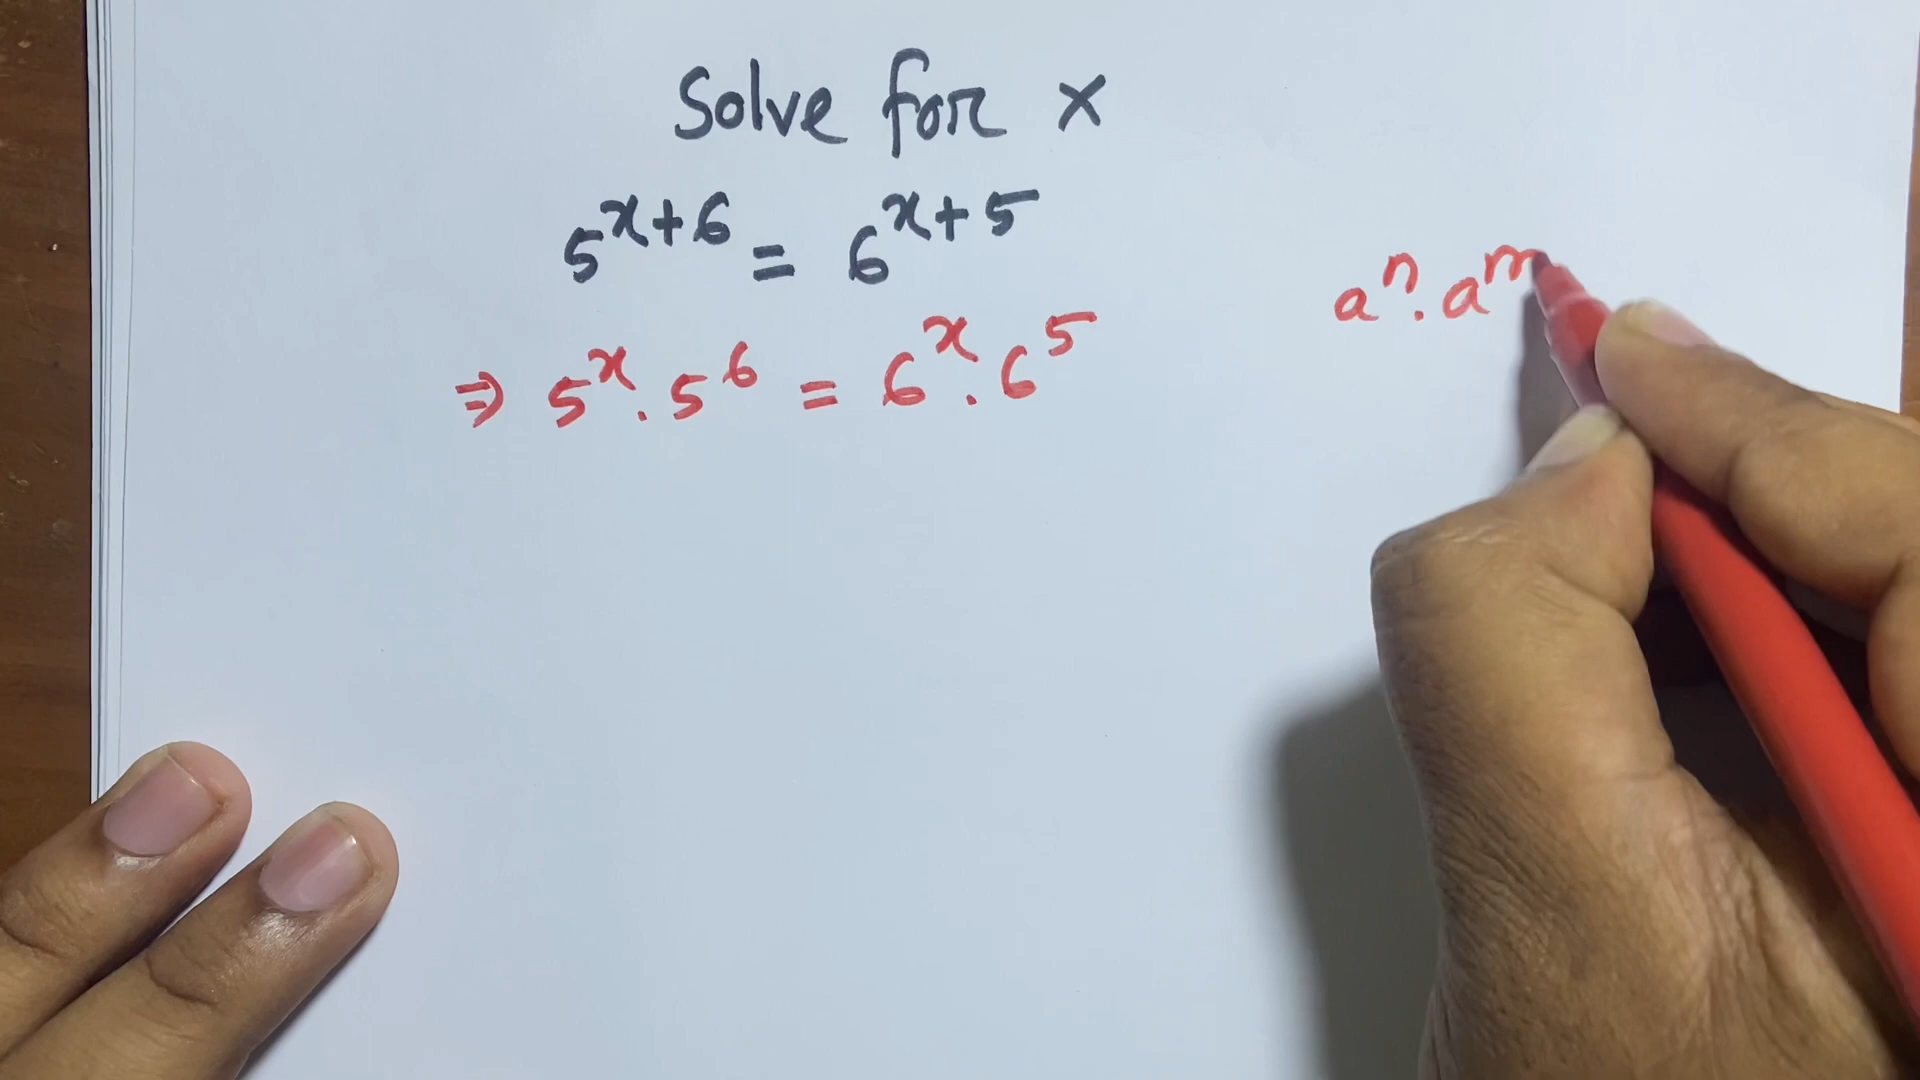 Solve for x
5^{x+6} = 6^{x+5}
⇒ 5^x . 5^6 = 6^x . 6^5
a^n . a^m